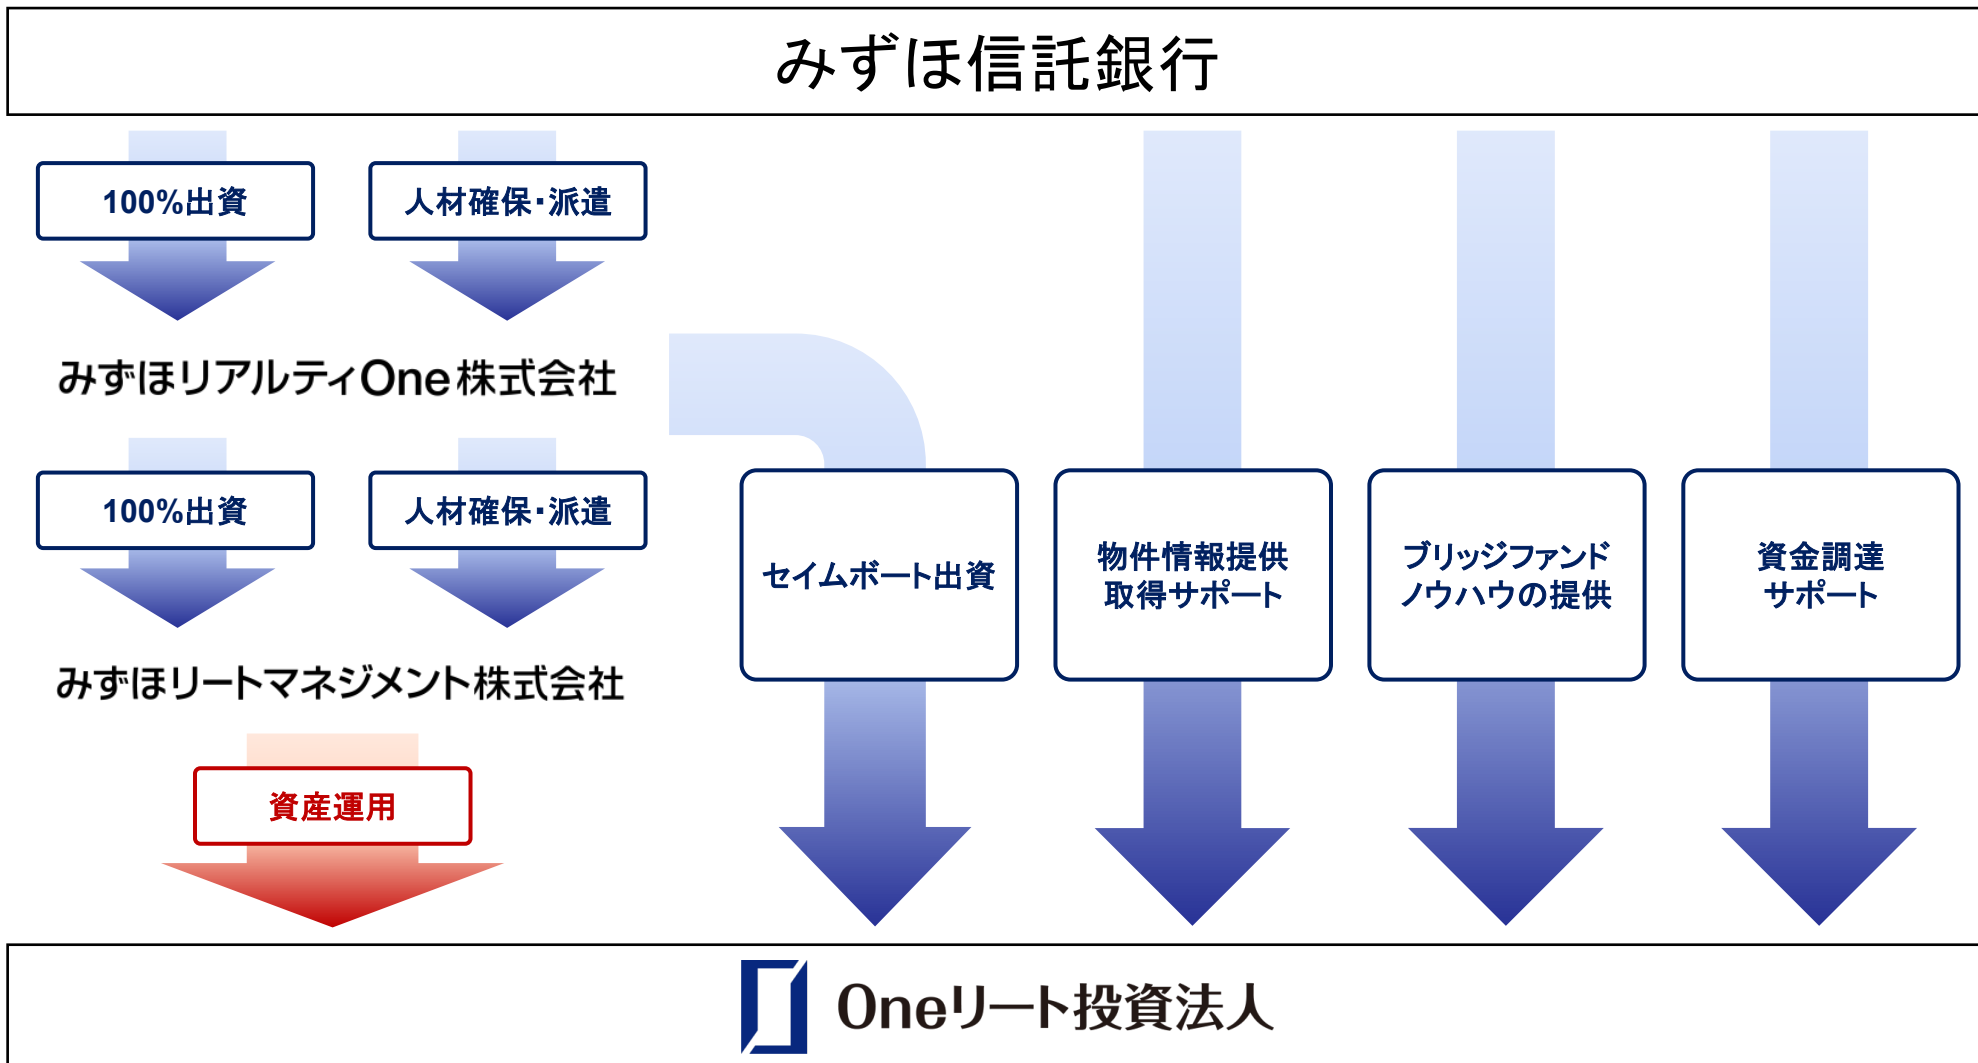 みずほ信託銀行
100%出資
人材確保・派遣
みずほリアルティOne株式会社
100%出資
人材確保・派遣
みずほリートマネジメント株式会社
資産運用
セイムボート出資
物件情報提供
取得サポート
ブリッジファンド
ノウハウの提供
資金調達
サポート
Oneリート投資法人